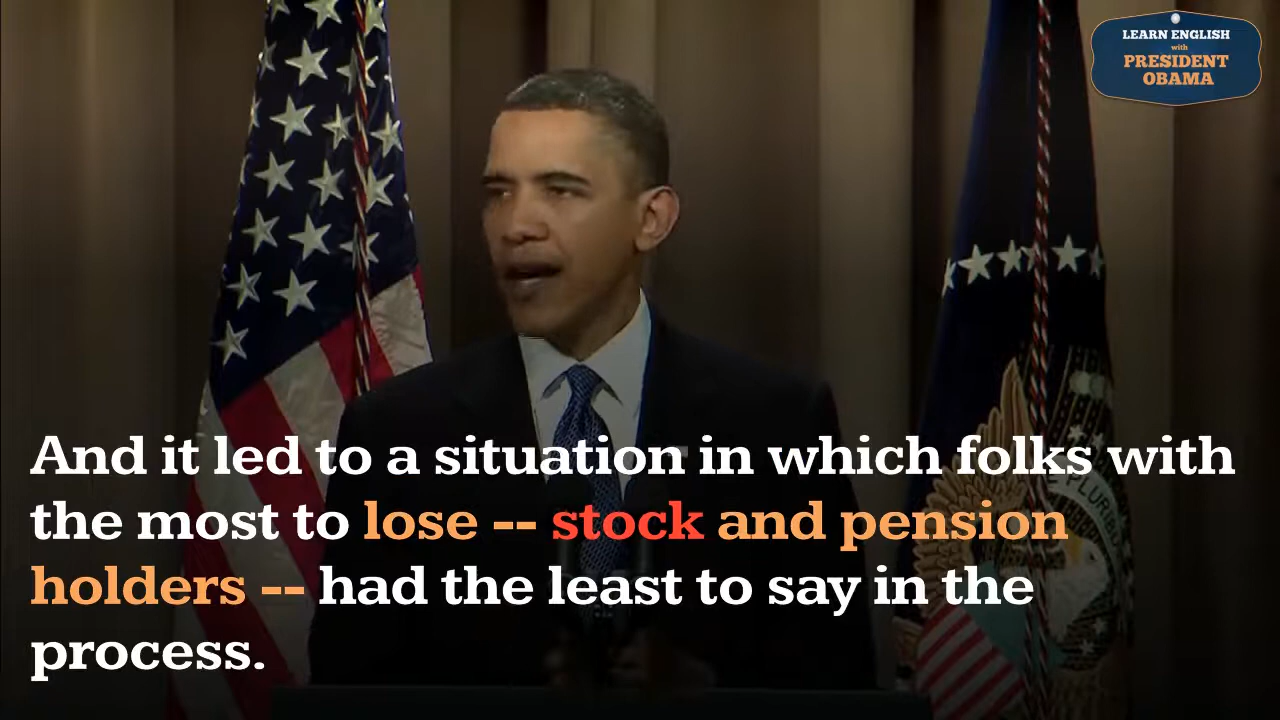 LEARN ENGLISH
with
PRESIDENT
OBAMA
And it led to a situation in which folks with
the most to lose -- stock and pension
holders -- had the least to say in the
process.